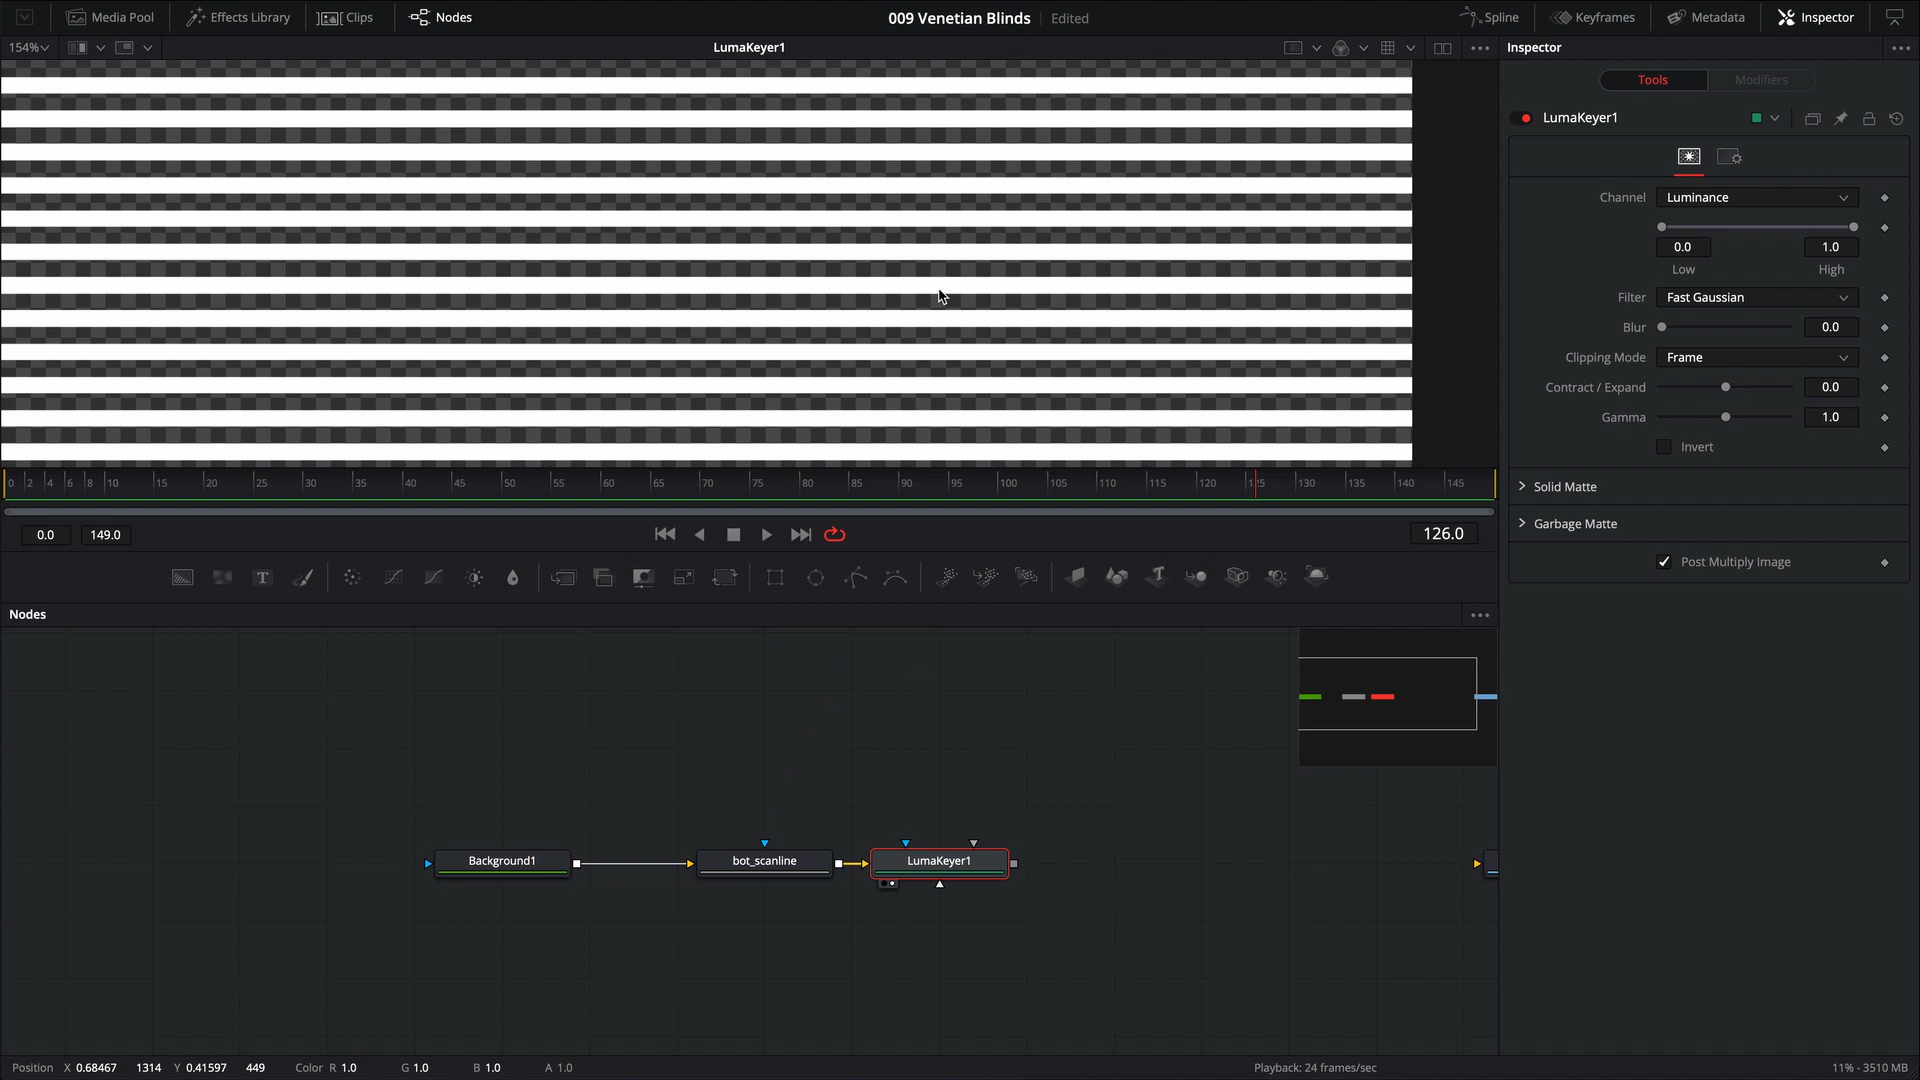 Media Pool Effects Library Clips Nodes 009 Venetian Blinds Edited Spline Keyframes Metadata Inspector
154% LumaKeyer1 Inspector
Tools Modifiers
LumaKeyer1
Channel Luminance
0.0 1.0
Low High
Filter Fast Gaussian
Blur 0.0
Clipping Mode Frame
Contract / Expand 0.0
Gamma 1.0
Invert
Solid Matte
Garbage Matte
Post Multiply Image
0 2 4 6 8 10 15 20 25 30 35 40 45 50 55 60 65 70 75 80 85 90 95 100 105 110 115 120 125 130 135 140 145
0.0 149.0 126.0
T
Nodes
Background1 bot_scanline LumaKeyer1
Position X 0.68467 1314 Y 0.41597 449 Color R 1.0 G 1.0 B 1.0 A 1.0 Playback: 24 frames/sec 11% - 3510 MB